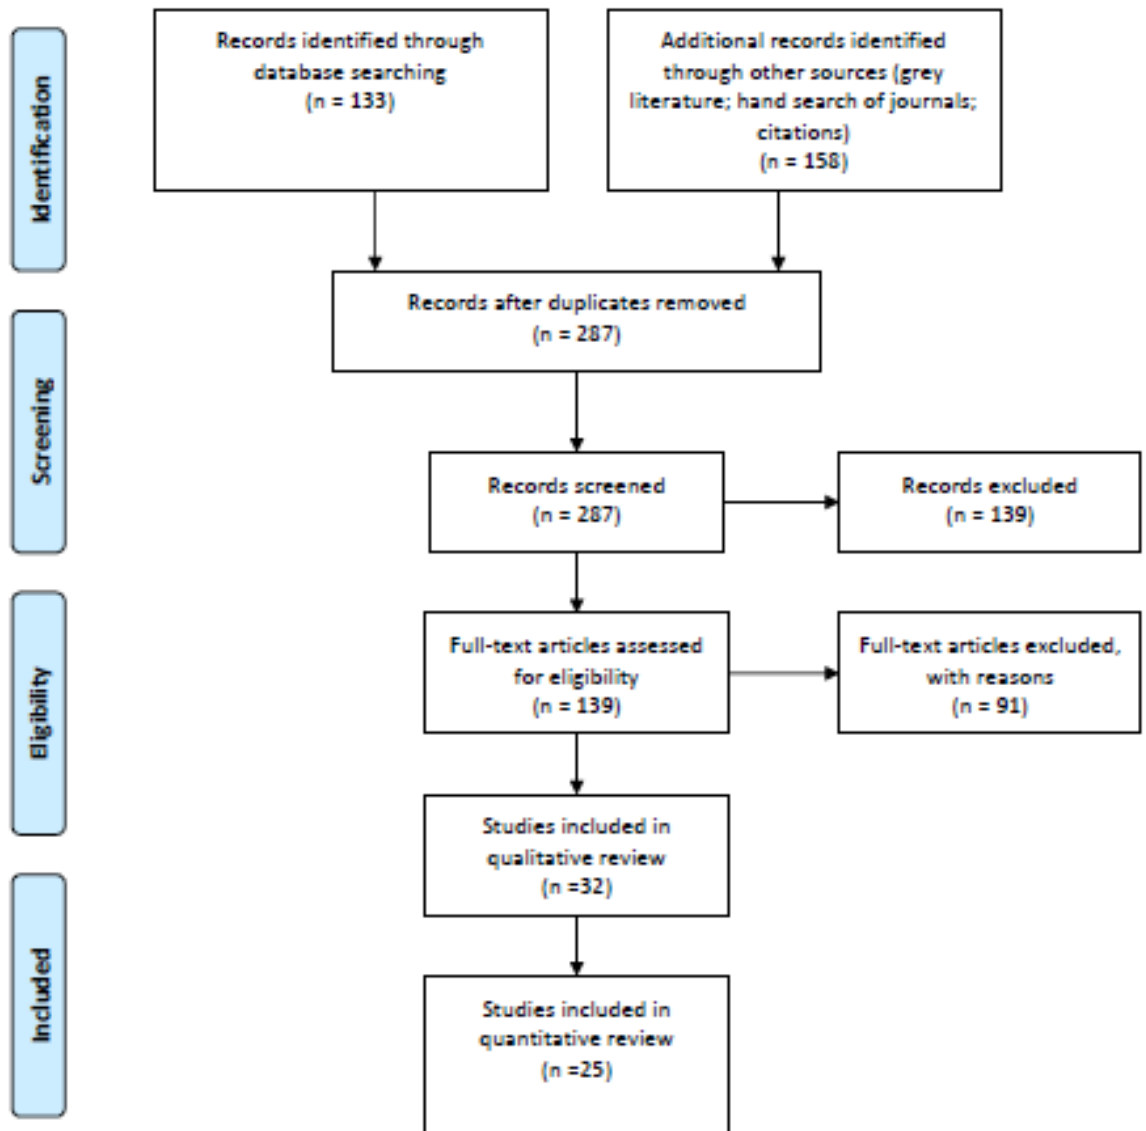 Identification
Records identified through
database searching
(n = 133)
Additional records identified
through other sources (grey
literature; hand search of journals;
citations)
(n = 158)
Records after duplicates removed
(n = 287)
Screening
Records screened
(n = 287)
Records excluded
(n = 139)
Eligibility
Full-text articles assessed
for eligibility
(n = 139)
Full-text articles excluded,
with reasons
(n = 91)
Studies included in
qualitative review
(n =32)
Included
Studies included in
quantitative review
(n =25)